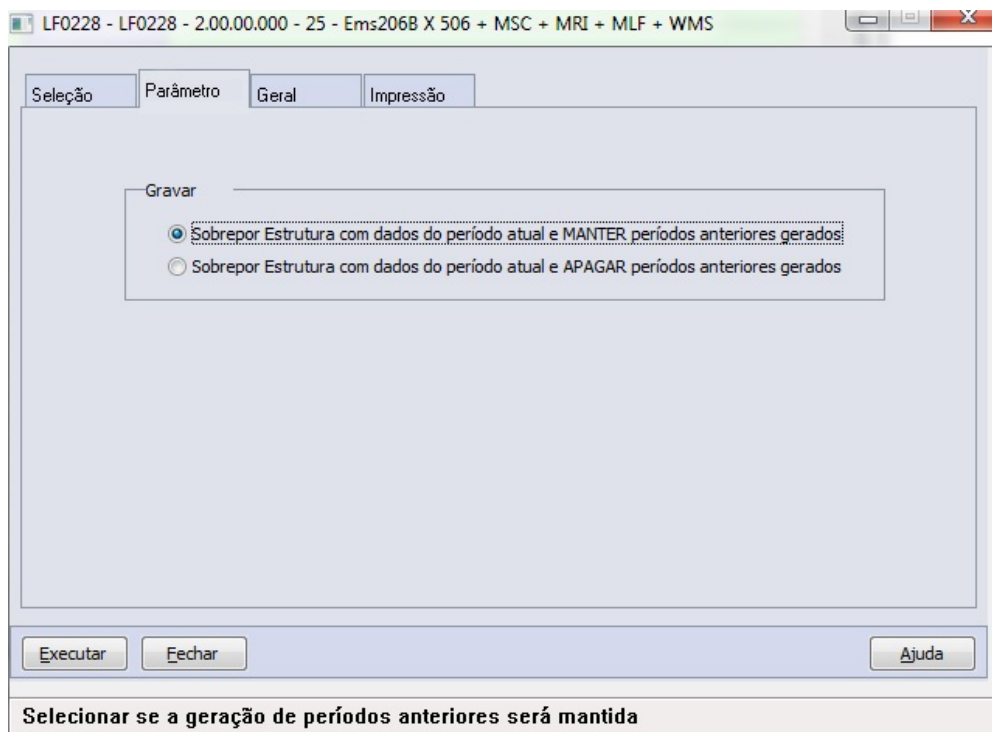 LF0228 - LF0228 - 2.00.00.000 - 25 - Ems206B X 506 + MSC + MRI + MLF + WMS
Seleção Parâmetro Geral Impressão
Gravar
Sobrepor Estrutura com dados do período atual e MANTER períodos anteriores gerados
Sobrepor Estrutura com dados do período atual e APAGAR períodos anteriores gerados
Executar Fechar Ajuda
Selecionar se a geração de períodos anteriores será mantida